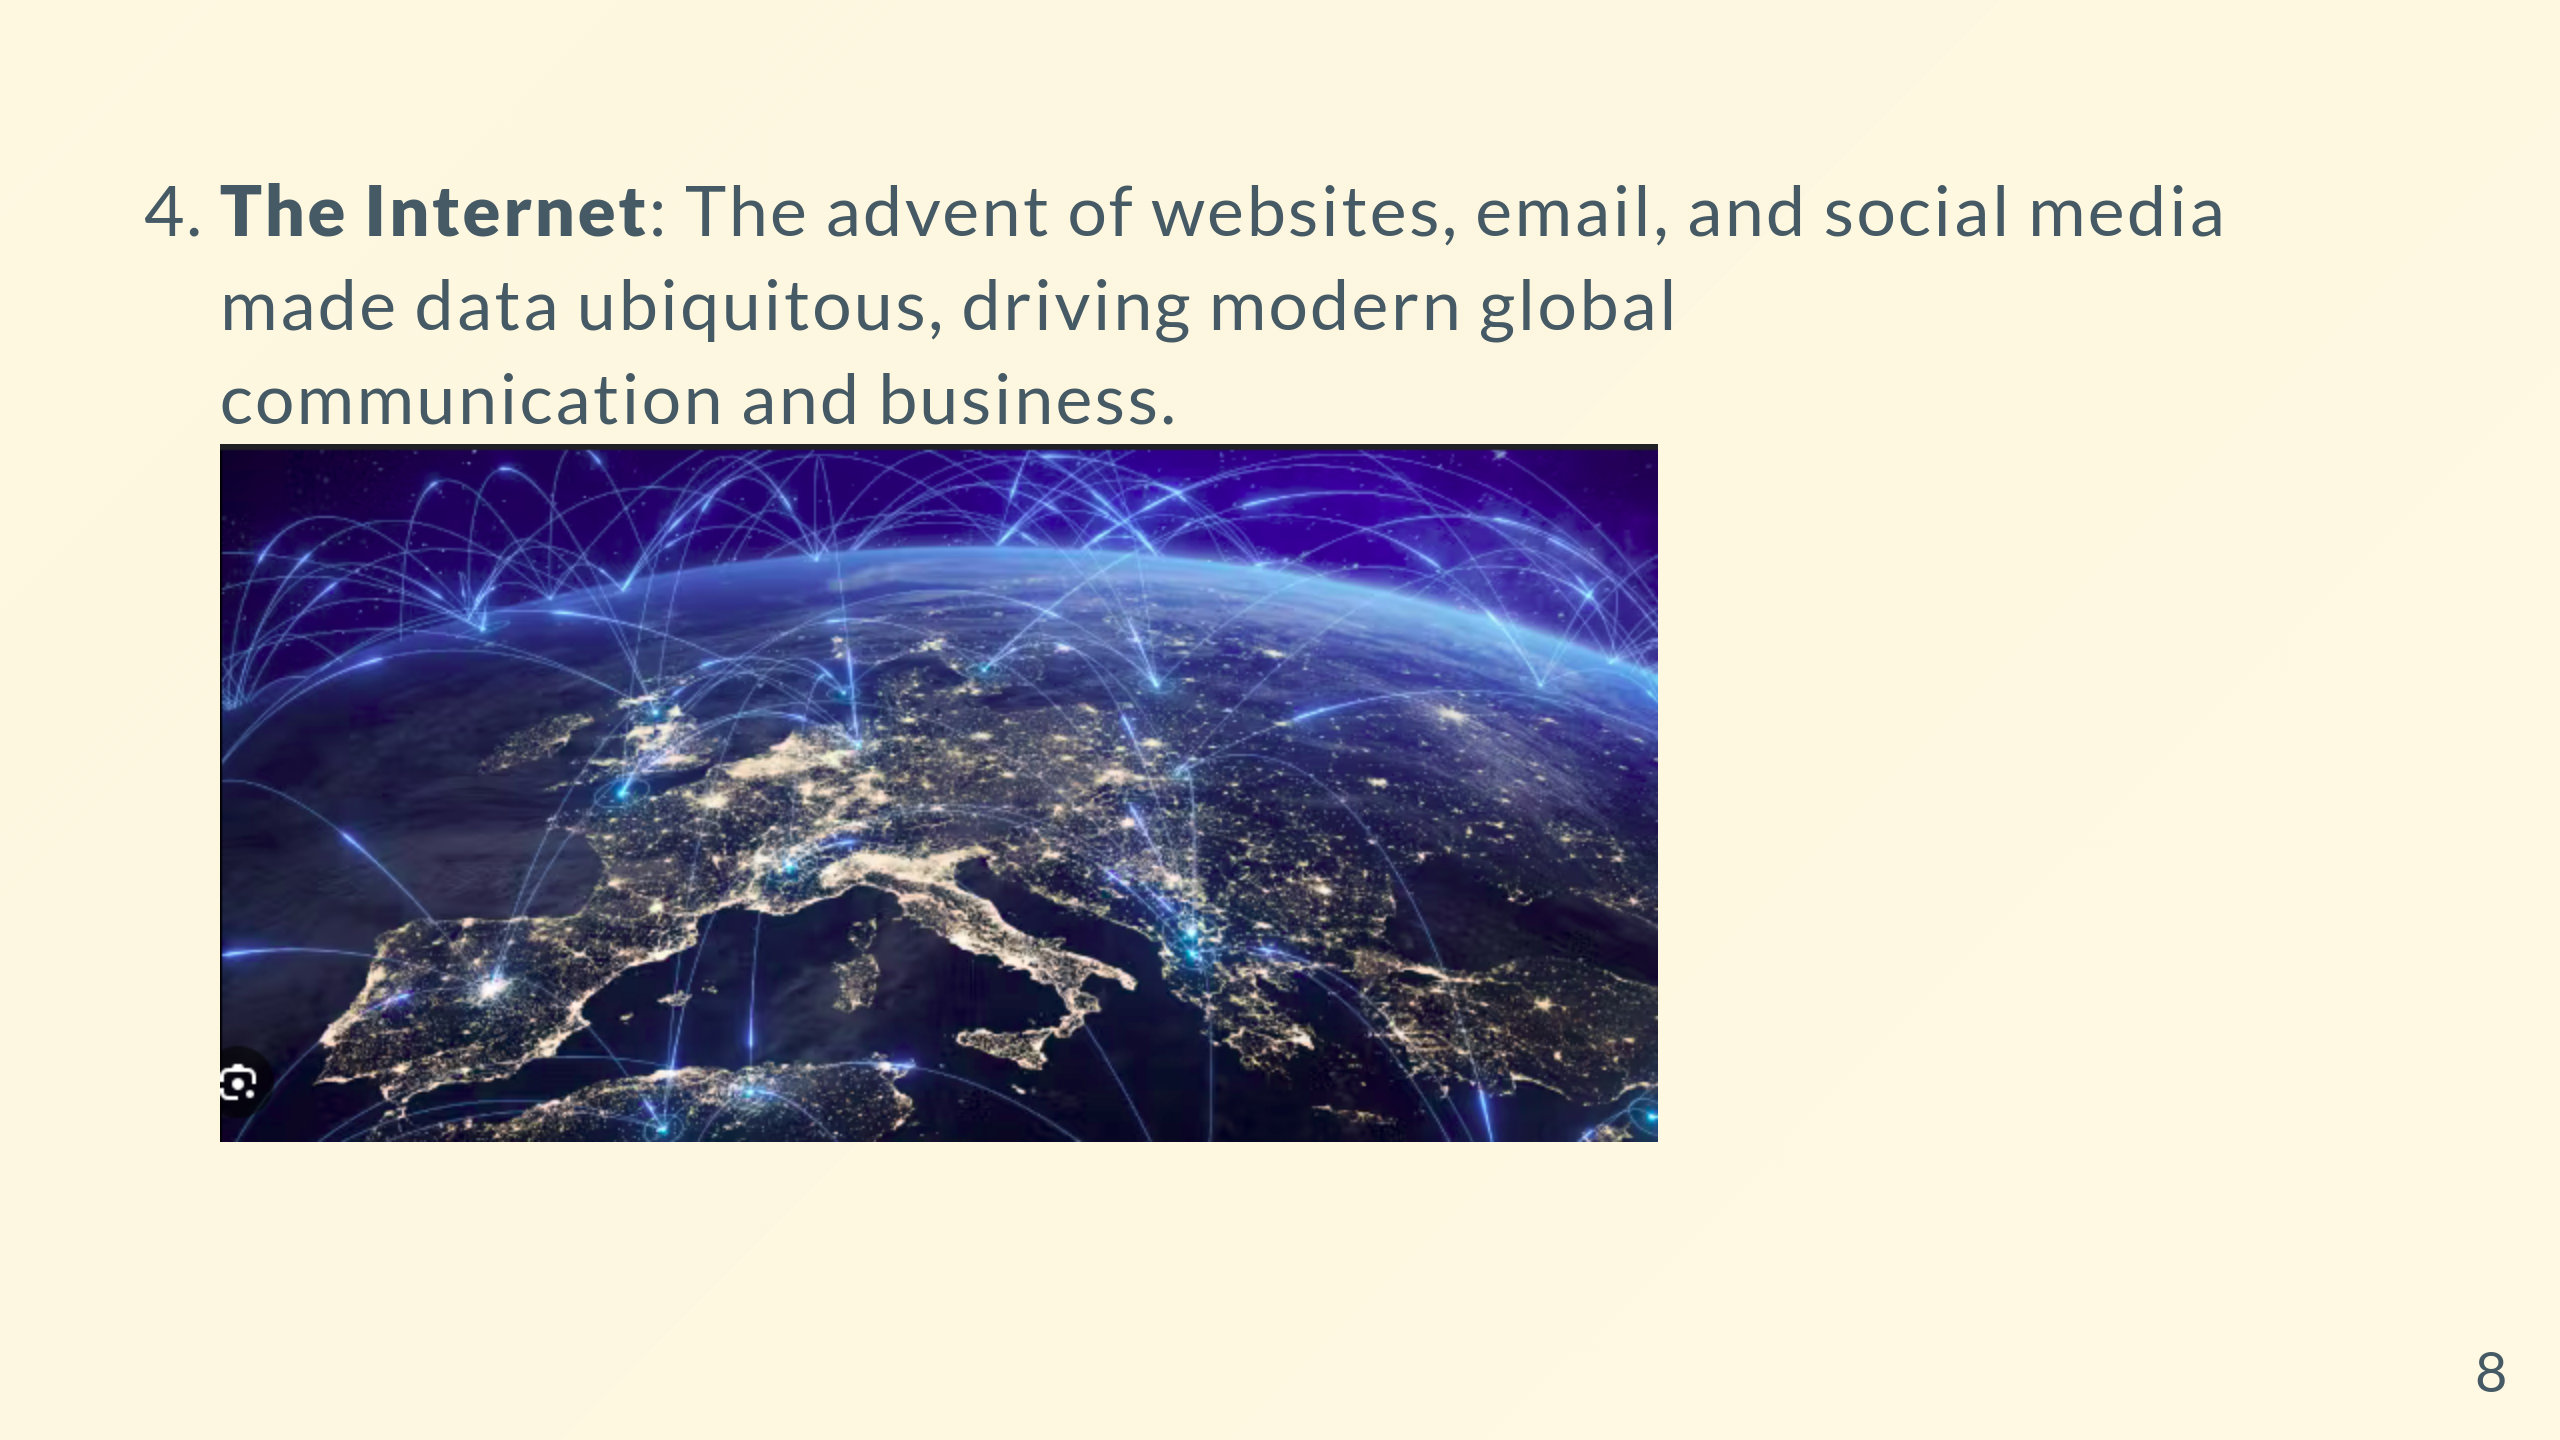 4. The Internet: The advent of websites, email, and social media
made data ubiquitous, driving modern global
communication and business.
8